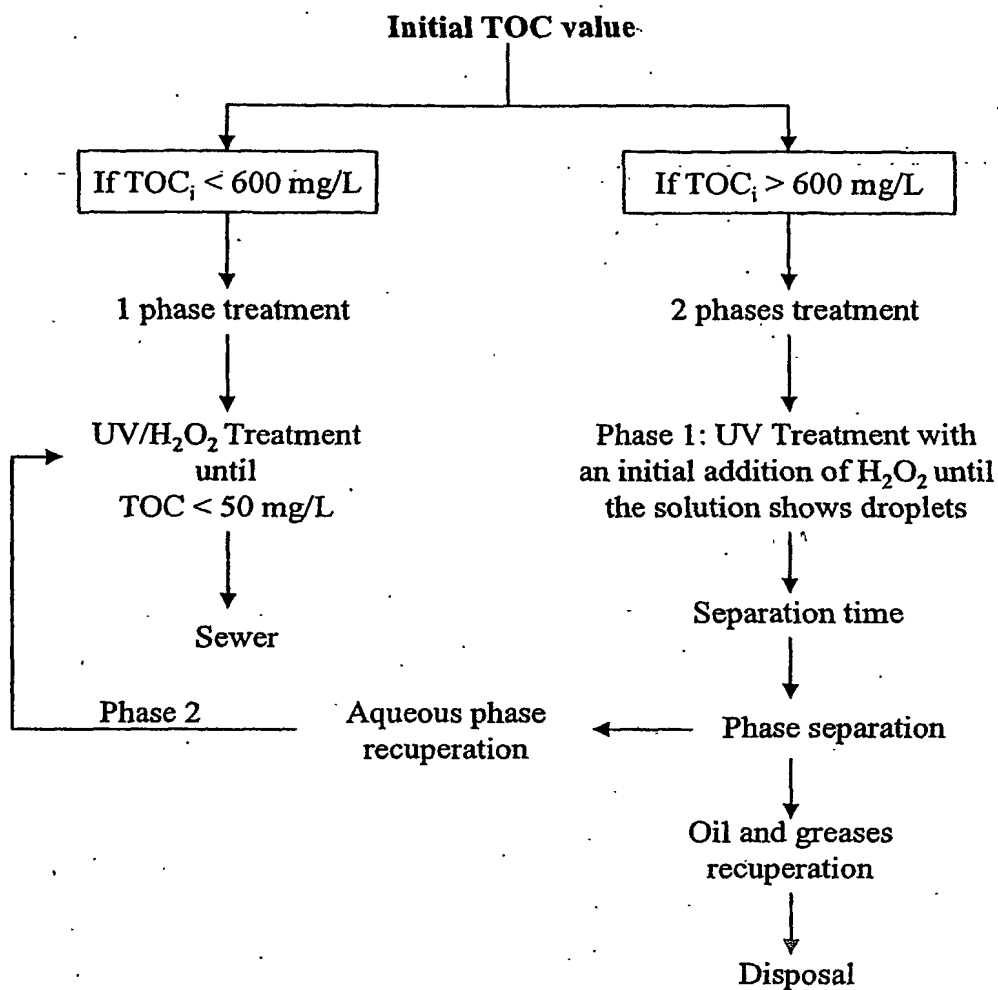 Initial TOC value
If TOCᵢ < 600 mg/L
If TOCᵢ > 600 mg/L
1 phase treatment
2 phases treatment
UV/H₂O₂ Treatment
until
TOC < 50 mg/L
Phase 1: UV Treatment with
an initial addition of H₂O₂ until
the solution shows droplets
Separation time
Sewer
Phase 2
Aqueous phase
recuperation
Phase separation
Oil and greases
recuperation
Disposal